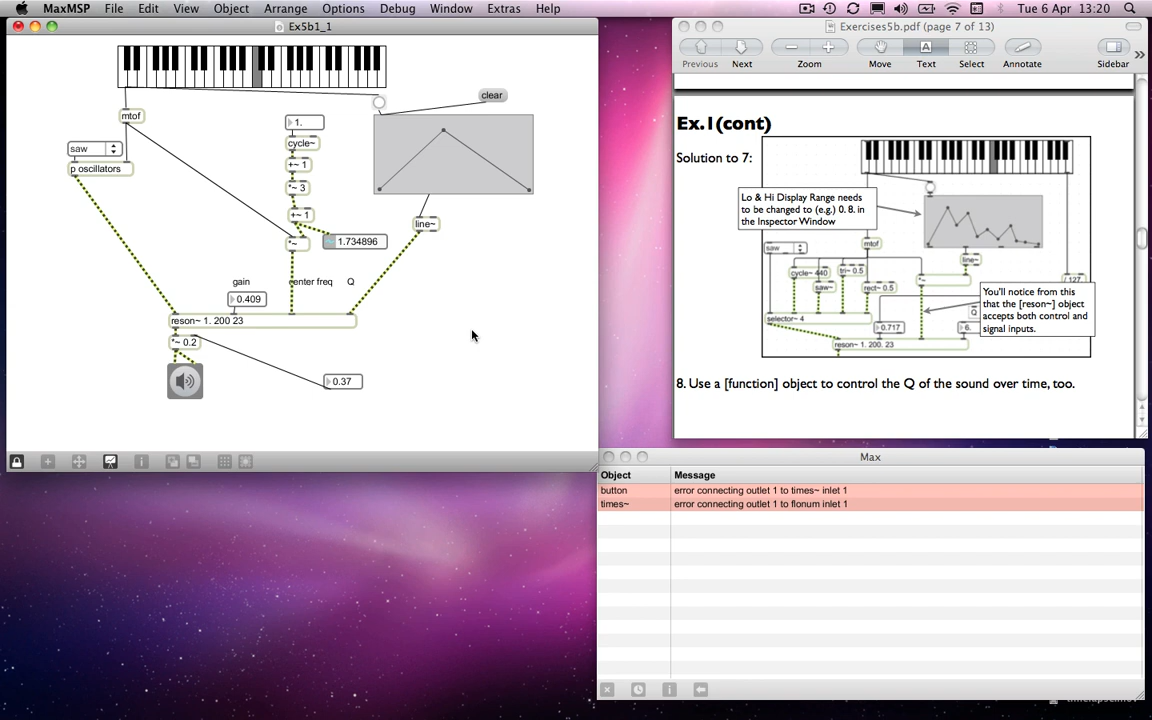 MaxMSP File Edit View Object Arrange Options Debug Window Extras Help Tue 6 Apr 13:20
Ex5b1_1
clear
mtof
1.
saw
cycle~
p oscillators
+~ 1
*~ 3
+~ 1
line~
*~
1.734896
gain
center freq
Q
0.409
reson~ 1. 200 23
*~ 0.2
0.37
Exercises5b.pdf (page 7 of 13)
Previous Next Zoom Move Text Select Annotate Sidebar
Ex.1(cont)
Solution to 7:
Lo & Hi Display Range needs
to be changed to (e.g.) 0. 8. in
the Inspector Window
mtof
saw
line~
cycle~ 440
tri~ 0.5
*~
/ 127.
saw~
rect~ 0.5
You'll notice from this
that the [reson~] object
accepts both control and
signal inputs.
Q
selector~ 4
0.717
6.
reson~ 1. 200. 23
8. Use a [function] object to control the Q of the sound over time, too.
Max
Object Message
button error connecting outlet 1 to times~ inlet 1
times~ error connecting outlet 1 to flonum inlet 1